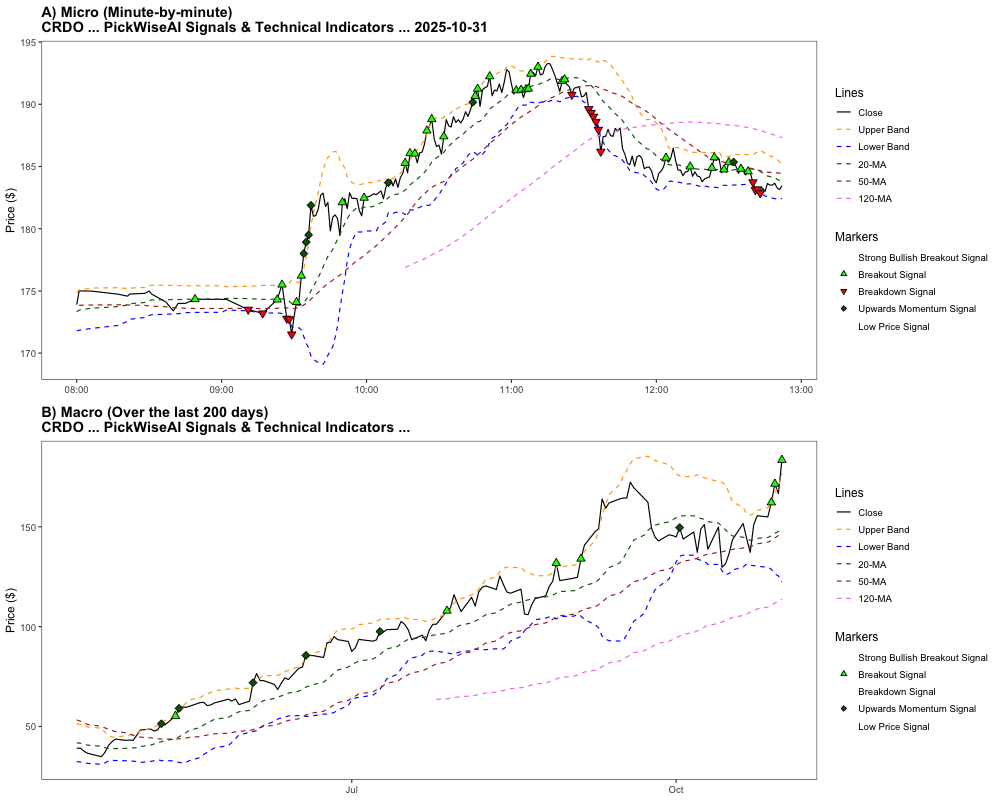 A) Micro (Minute-by-minute)
CRDO ... PickWiseAI Signals & Technical Indicators ... 2025-10-31
Price ($)
195
190
185
180
175
170
08:00 09:00 10:00 11:00 12:00 13:00
Lines
Close
Upper Band
Lower Band
20-MA
50-MA
120-MA
Markers
Strong Bullish Breakout Signal
Breakout Signal
Breakdown Signal
Upwards Momentum Signal
Low Price Signal
B) Macro (Over the last 200 days)
CRDO ... PickWiseAI Signals & Technical Indicators ...
Price ($)
150
100
50
Jul Oct
Lines
Close
Upper Band
Lower Band
20-MA
50-MA
120-MA
Markers
Strong Bullish Breakout Signal
Breakout Signal
Breakdown Signal
Upwards Momentum Signal
Low Price Signal